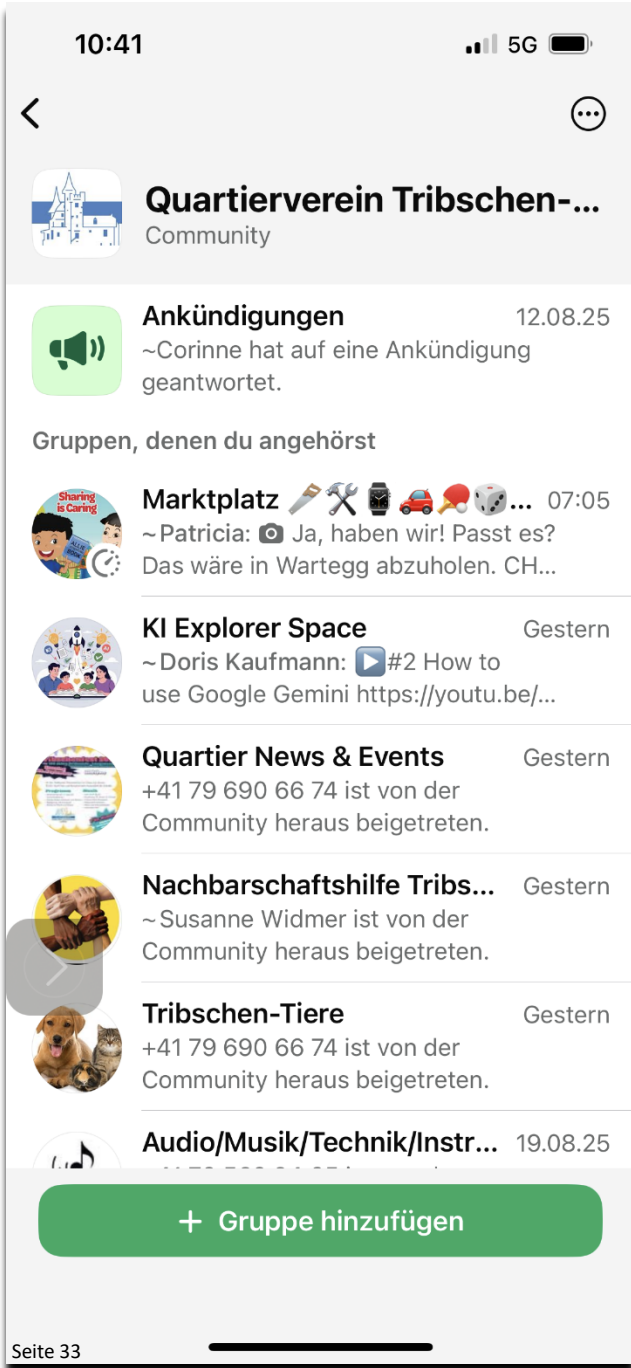 10:41
5G
Quartierverein Tribschen-...
Community
Ankündigungen
12.08.25
~Corinne hat auf eine Ankündigung
geantwortet.
Gruppen, denen du angehörst
Sharing
is Caring
Marktplatz 🪚🛠️⌚🚗🏓🎲...
07:05
~Patricia: 📷 Ja, haben wir! Passt es?
Das wäre in Wartegg abzuholen. CH...
KI Explorer Space
Gestern
~Doris Kaufmann: ▶️#2 How to
use Google Gemini https://youtu.be/...
Quartier News & Events
Gestern
+41 79 690 66 74 ist von der
Community heraus beigetreten.
Nachbarschaftshilfe Tribs...
Gestern
~Susanne Widmer ist von der
Community heraus beigetreten.
Tribschen-Tiere
Gestern
+41 79 690 66 74 ist von der
Community heraus beigetreten.
Audio/Musik/Technik/Instr...
19.08.25
+ Gruppe hinzufügen
Seite 33